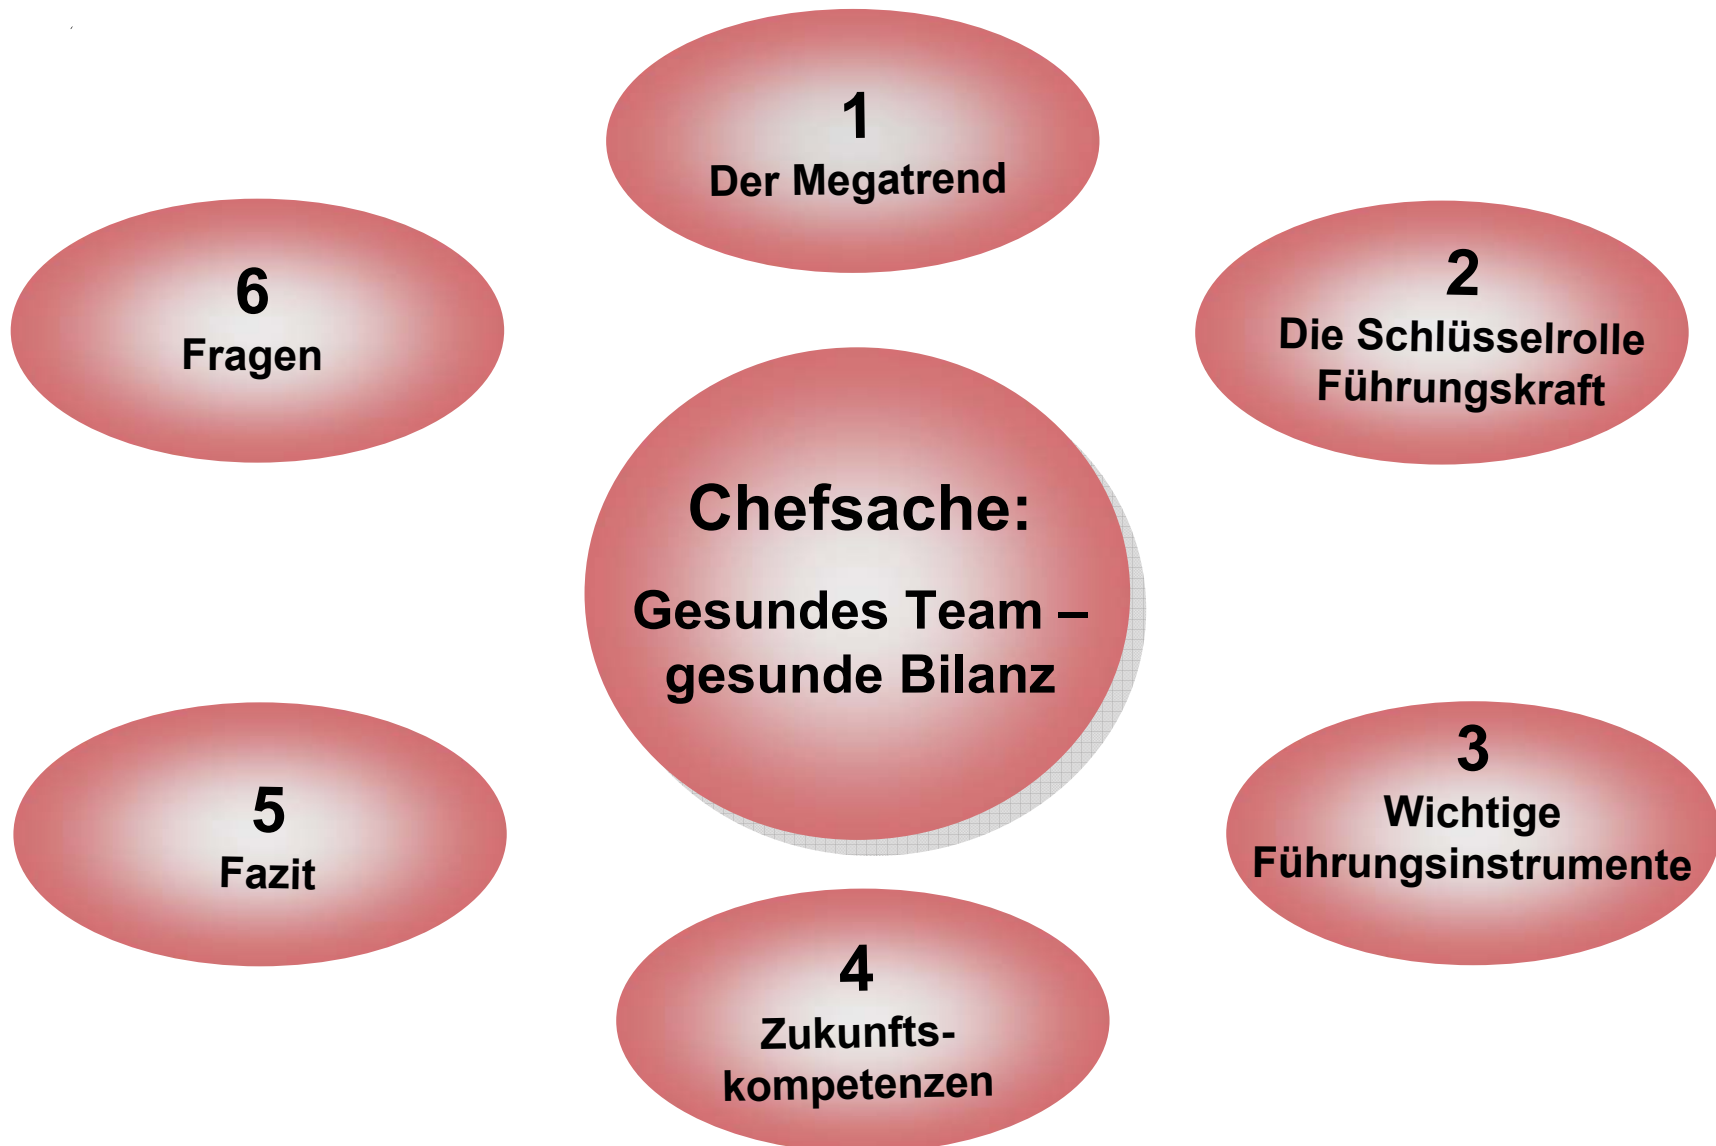 1
Der Megatrend
2
Die Schlüsselrolle
Führungskraft
3
Wichtige
Führungsinstrumente
4
Zukunfts-
kompetenzen
5
Fazit
6
Fragen
Chefsache:
Gesundes Team –
gesunde Bilanz